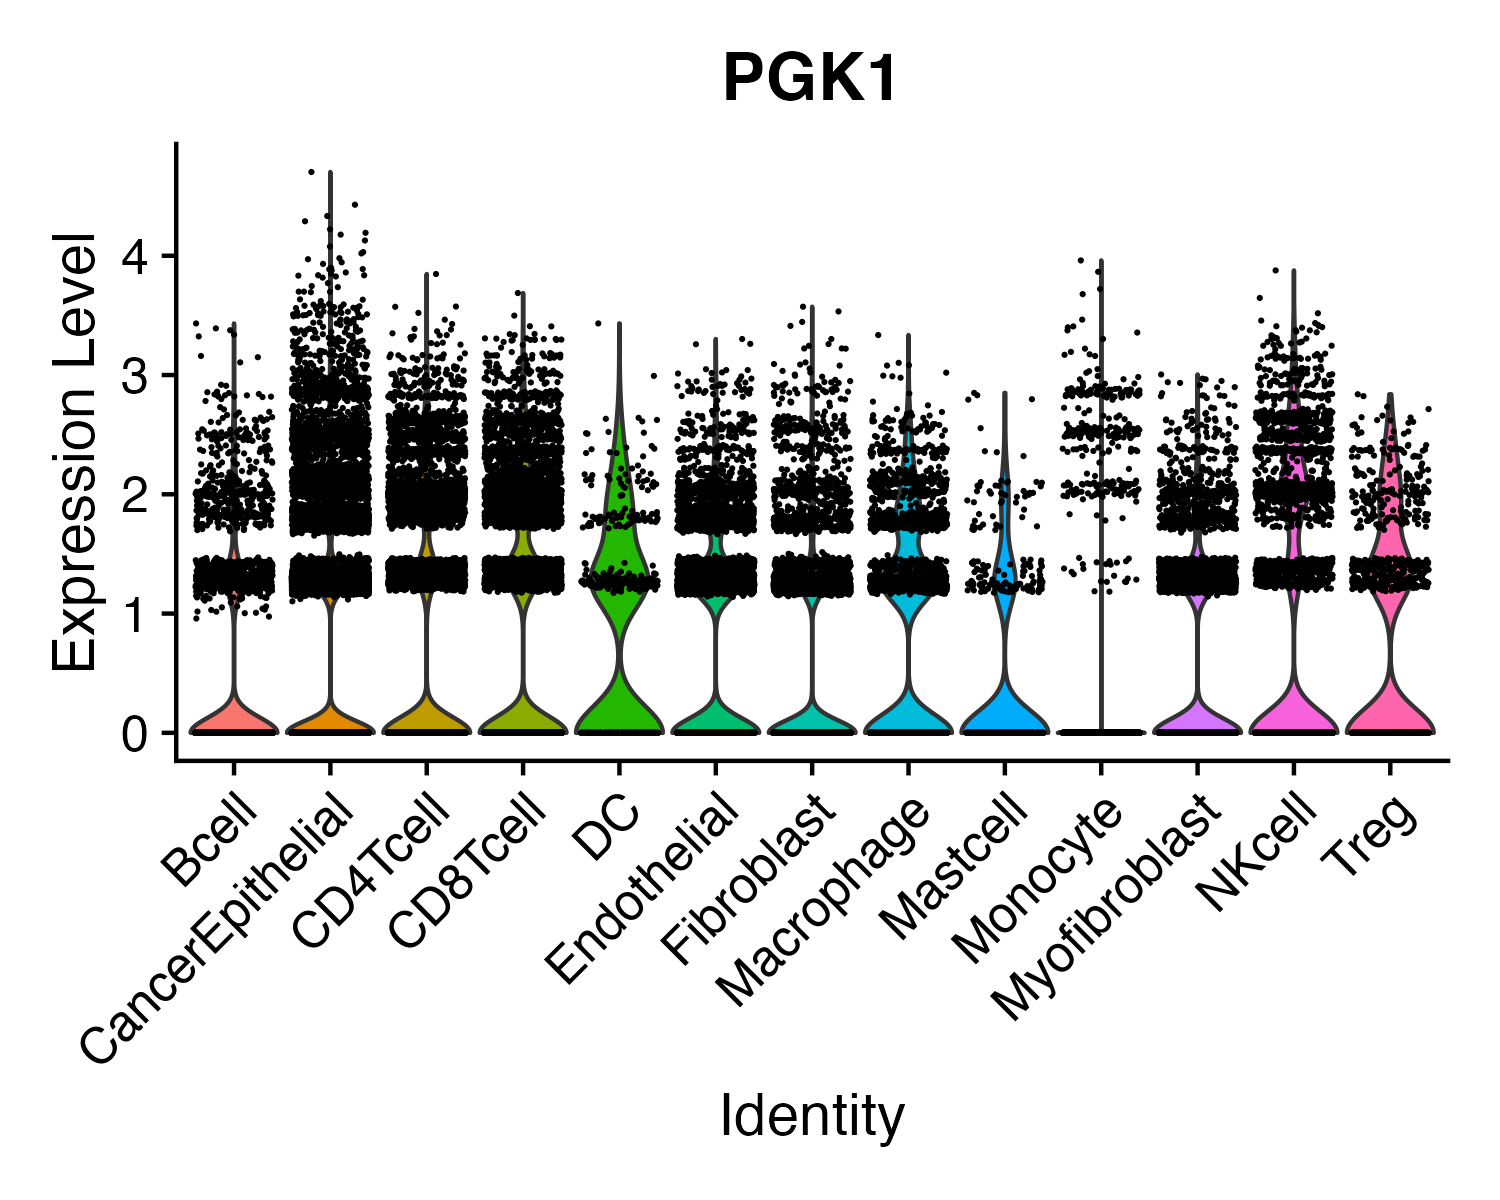 PGK1
Expression Level
4
3
2
1
0
Bcell
CancerEpithelial
CD4Tcell
CD8Tcell
DC
Endothelial
Fibroblast
Macrophage
Mastcell
Monocyte
Myofibroblast
NKcell
Treg
Identity